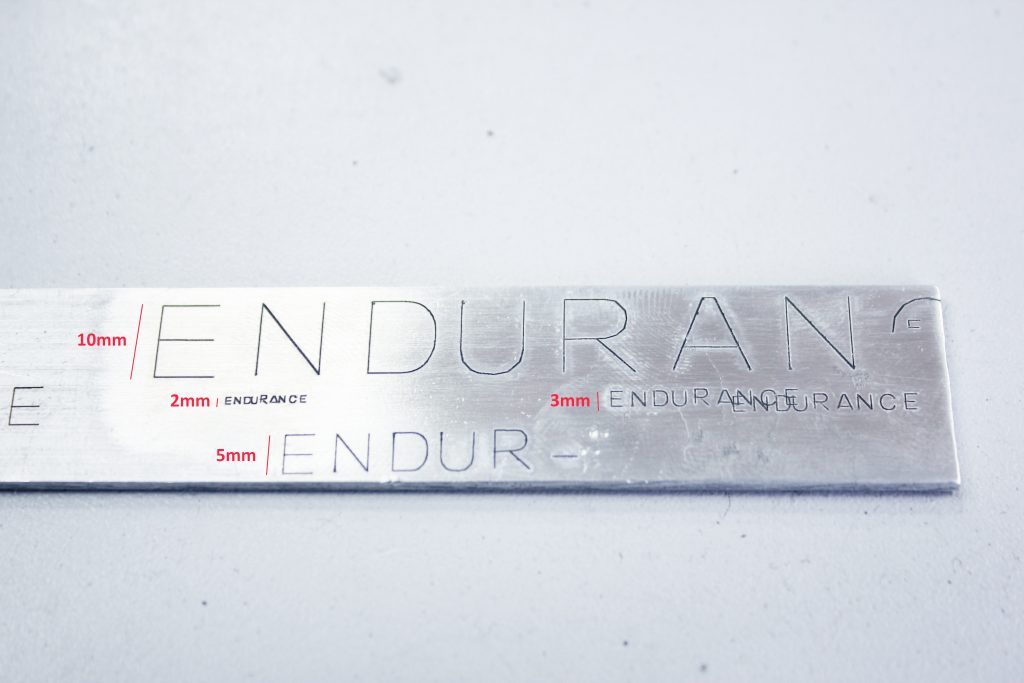 10mm ENDURAN
E
2mm ENDURANCE
3mm ENDURANCE ENDURANCE
5mm ENDUR -